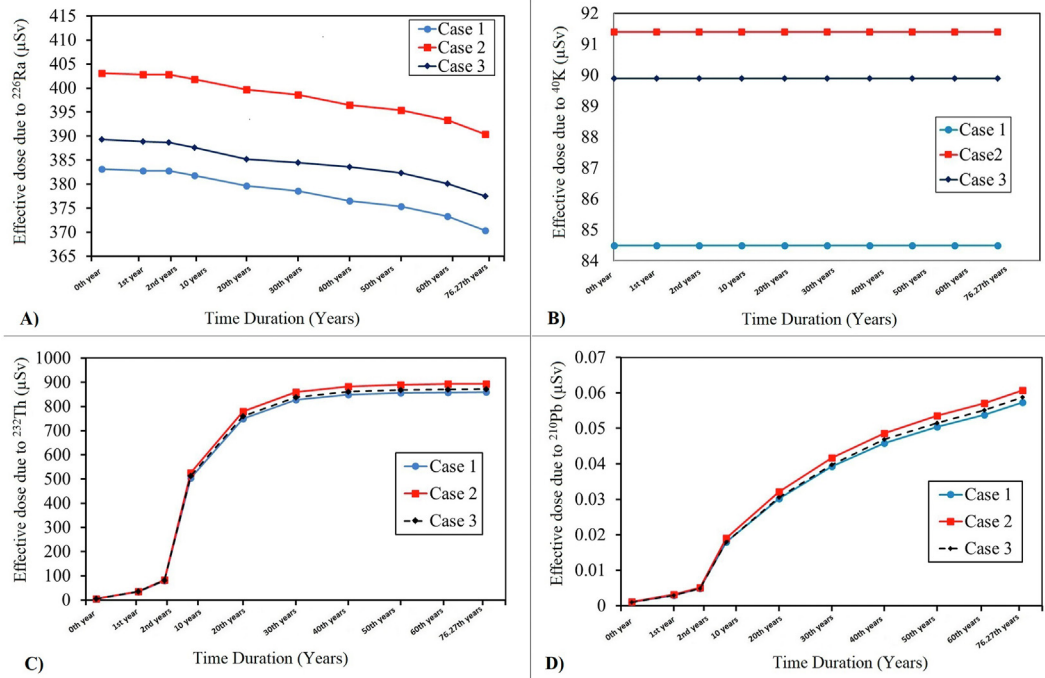 Effective dose due to ²²⁶Ra (µSv)
415
410
405
400
395
390
385
380
375
370
365
Case 1
Case 2
Case 3
0th year
1st year
2nd years
10 years
20th years
30th years
40th years
50th years
60th years
76.27th years
Time Duration (Years)
A)
Effective dose due to ⁴⁰K (µSv)
92
91
90
89
88
87
86
85
84
Case 1
Case2
Case 3
0th year
1st year
2nd years
10th years
20th years
30th years
40th years
50th years
60th years
76.27th years
Time Duration (Years)
B)
Effective dose due to ²³²Th (µSv)
1000
900
800
700
600
500
400
300
200
100
0
Case 1
Case 2
Case 3
0th year
1st year
2nd years
10 years
20th years
30th years
40th years
50th years
60th years
76.27th years
Time Duration (Years)
C)
Effective dose due to ²¹⁰Pb (µSv)
0.07
0.06
0.05
0.04
0.03
0.02
0.01
0
Case 1
Case 2
Case 3
0th year
1st year
2nd years
10 years
20th years
30th years
40th years
50th years
60th years
76.27th years
Time Duration (Years)
D)